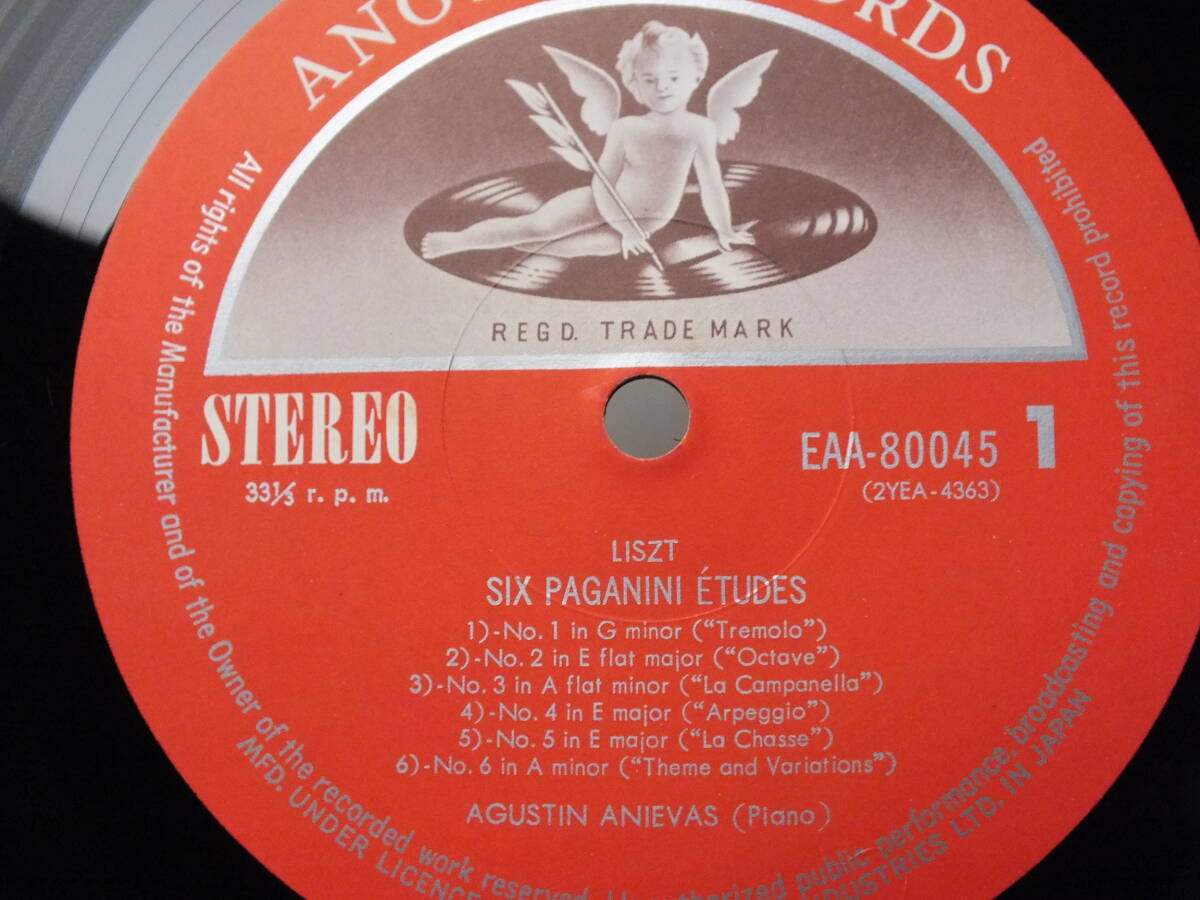 REGD. TRADE MARK
STEREO
33⅓ r. p. m.
EAA-80045 1
(2YEA-4363)
LISZT
SIX PAGANINI ÉTUDES
1)-No. 1 in G minor (“Tremolo”)
2)-No. 2 in E flat major (“Octave”)
3)-No. 3 in A flat minor (“La Campanella”)
4)-No. 4 in E major (“Arpeggio”)
5)-No. 5 in E major (“La Chasse”)
6)-No. 6 in A minor (“Theme and Variations”)
AGUSTIN ANIEVAS (Piano)
All rights of the Manufacturer and of the Owner of the recorded work reserved. public performance, broadcasting and copying of this record prohibited
MFD. UNDER LICENCE LTD. IN JAPAN